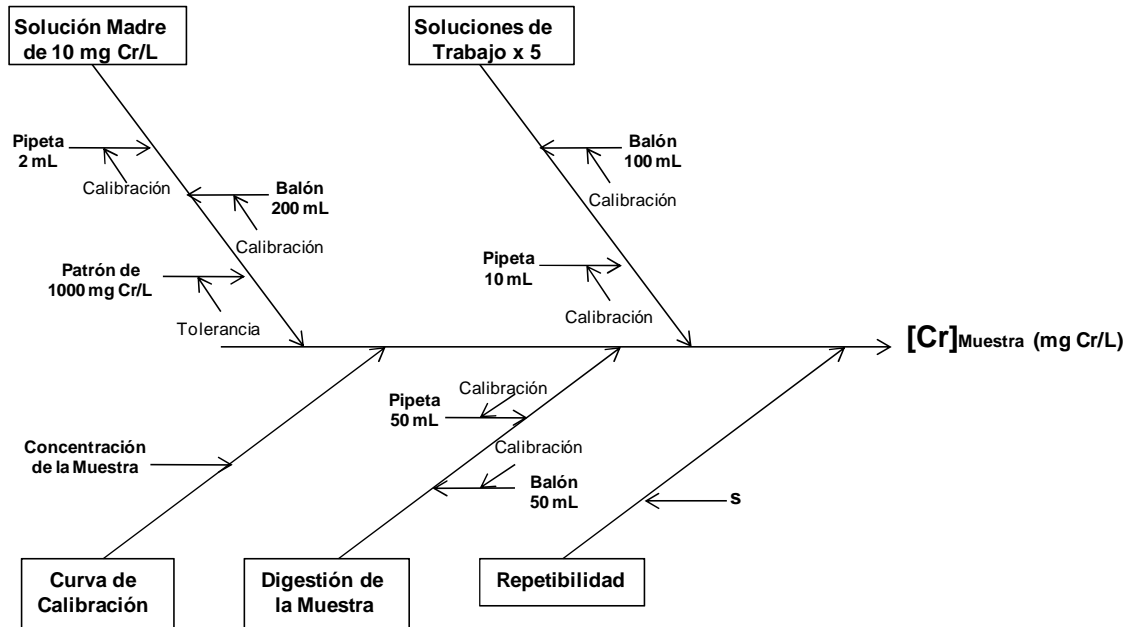 Solución Madre
de 10 mg Cr/L
Soluciones de
Trabajo x 5
Pipeta
2 mL
Calibración
Balón
200 mL
Calibración
Patrón de
1000 mg Cr/L
Tolerancia
Balón
100 mL
Calibración
Pipeta
10 mL
Calibración
[Cr]Muestra (mg Cr/L)
Concentración
de la Muestra
Calibración
Pipeta
50 mL
Calibración
Balón
50 mL
s
Curva de
Calibración
Digestión de
la Muestra
Repetibilidad